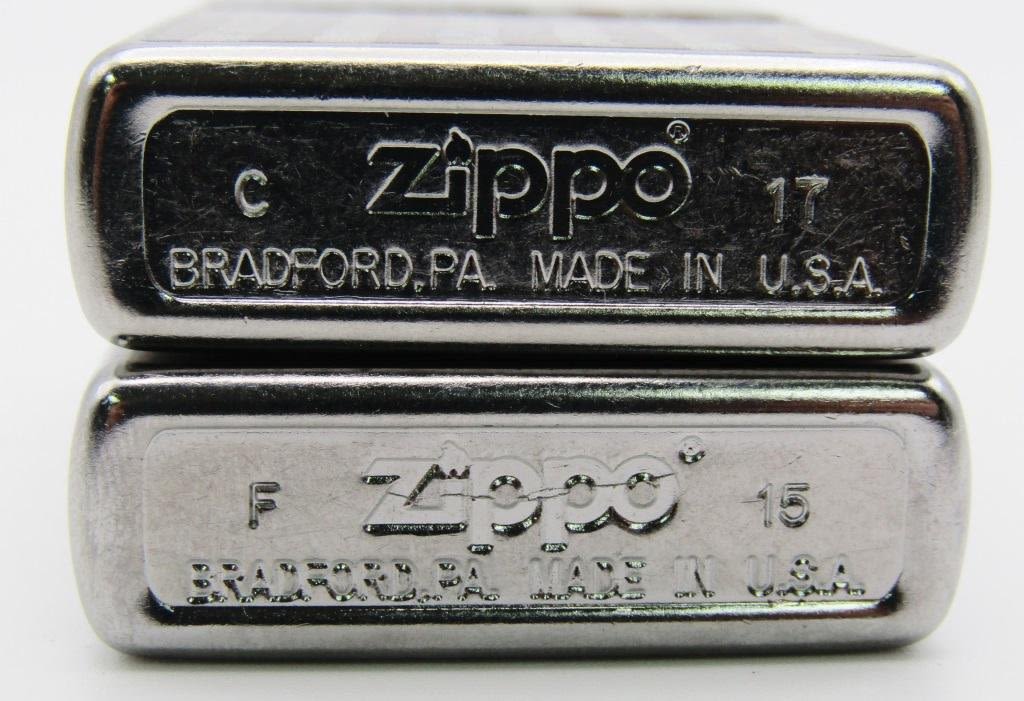 C Zippo® 17
BRADFORD, PA. MADE IN U.S.A.
F Zippo® 15
BRADFORD, PA. MADE IN U.S.A.